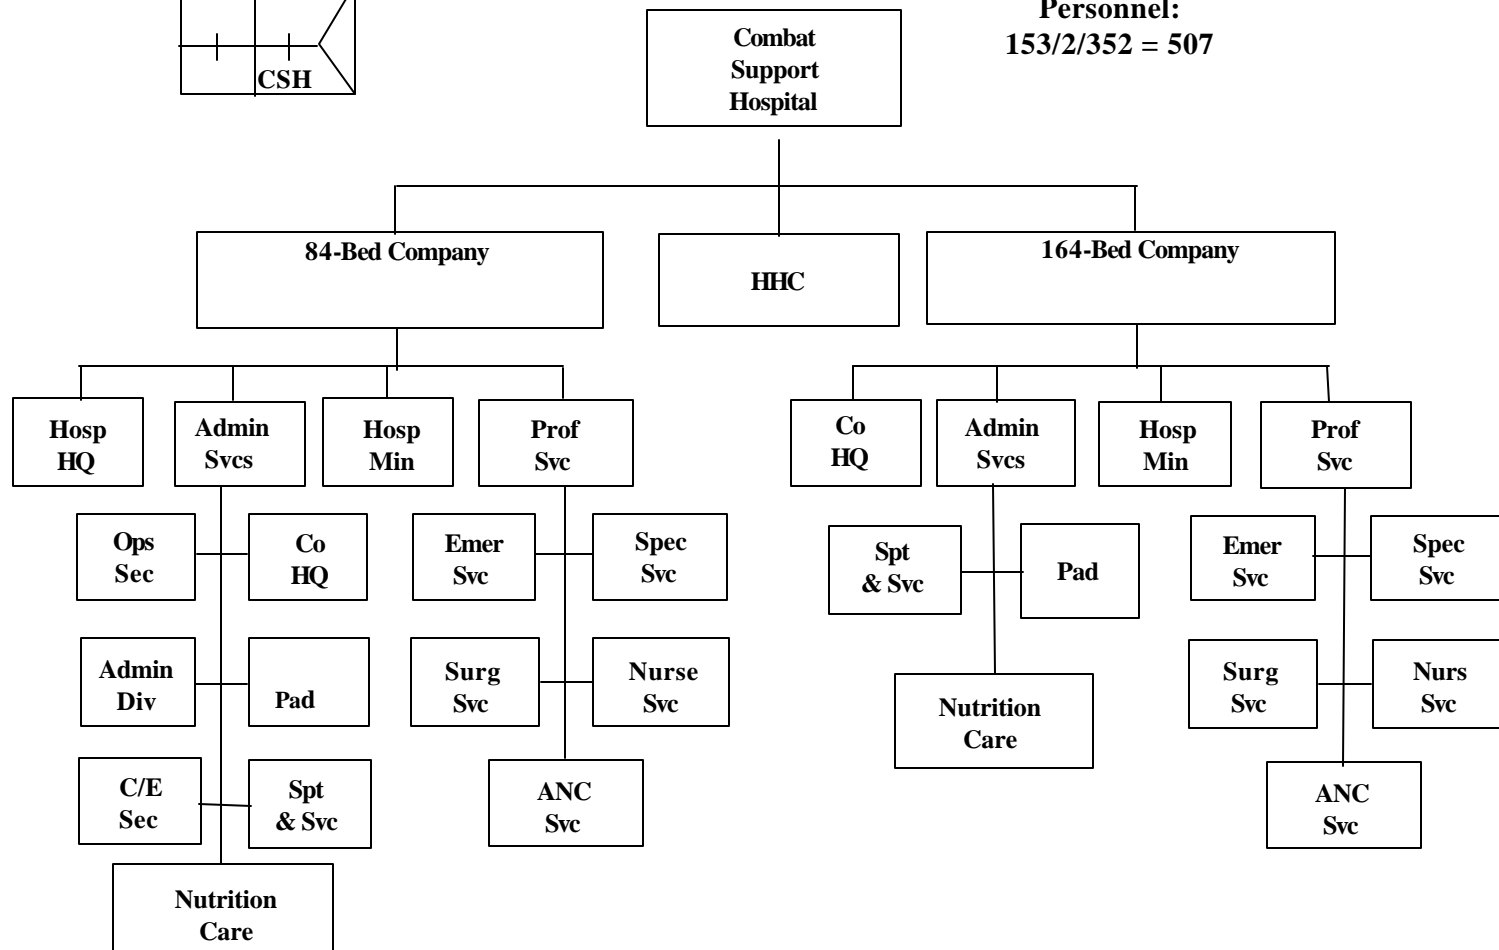 CSH
Combat
Support
Hospital
Personnel:
153/2/352 = 507
84-Bed Company
HHC
164-Bed Company
Hosp
HQ
Admin
Svcs
Hosp
Min
Prof
Svc
Co
HQ
Admin
Svcs
Hosp
Min
Prof
Svc
Ops
Sec
Co
HQ
Emer
Svc
Spec
Svc
Admin
Div
Pad
Surg
Svc
Nurse
Svc
C/E
Sec
Spt
& Svc
ANC
Svc
Nutrition
Care
Spt
& Svc
Pad
Nutrition
Care
Emer
Svc
Spec
Svc
Surg
Svc
Nurs
Svc
ANC
Svc